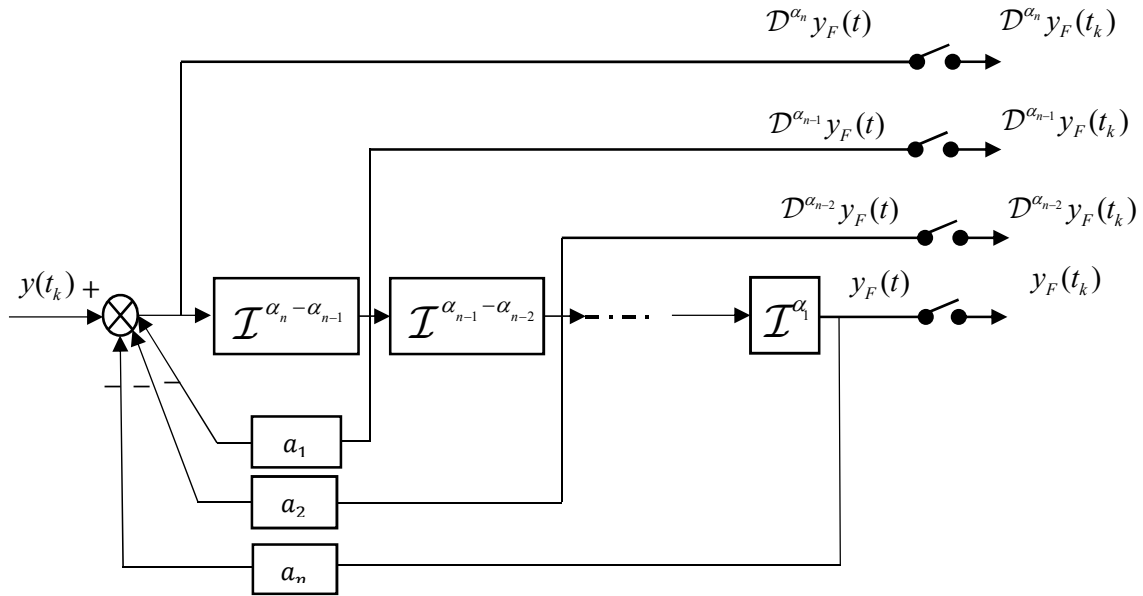 𝒟^{α_n} y_F(t) 𝒟^{α_n} y_F(t_k)
𝒟^{α_{n-1}} y_F(t) 𝒟^{α_{n-1}} y_F(t_k)
𝒟^{α_{n-2}} y_F(t) 𝒟^{α_{n-2}} y_F(t_k)
y(t_k) + ℐ^{α_n-α_{n-1}} ℐ^{α_{n-1}-α_{n-2}} ℐ^{α_1} y_F(t) y_F(t_k)
a_1
a_2
a_n